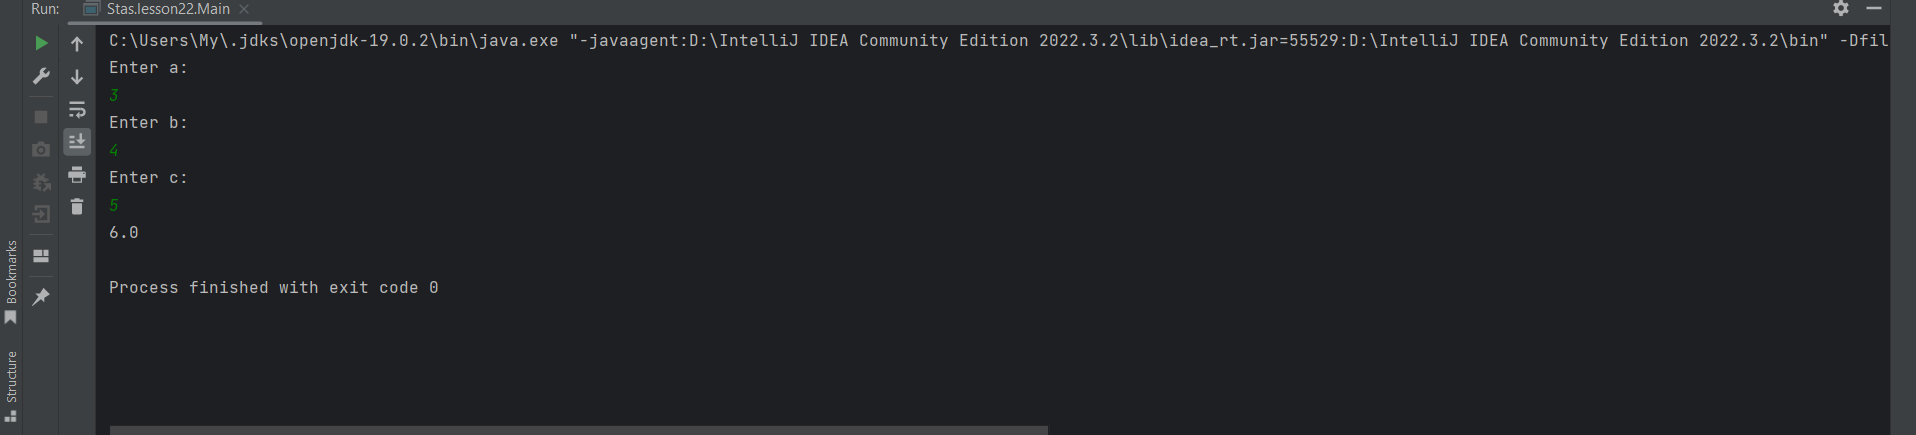 Run: Stas.lesson22.Main
C:\Users\My\.jdks\openjdk-19.0.2\bin\java.exe "-javaagent:D:\IntelliJ IDEA Community Edition 2022.3.2\lib\idea_rt.jar=55529:D:\IntelliJ IDEA Community Edition 2022.3.2\bin" -Dfil
Enter a:
3
Enter b:
4
Enter c:
5
6.0
Process finished with exit code 0
Bookmarks
Structure